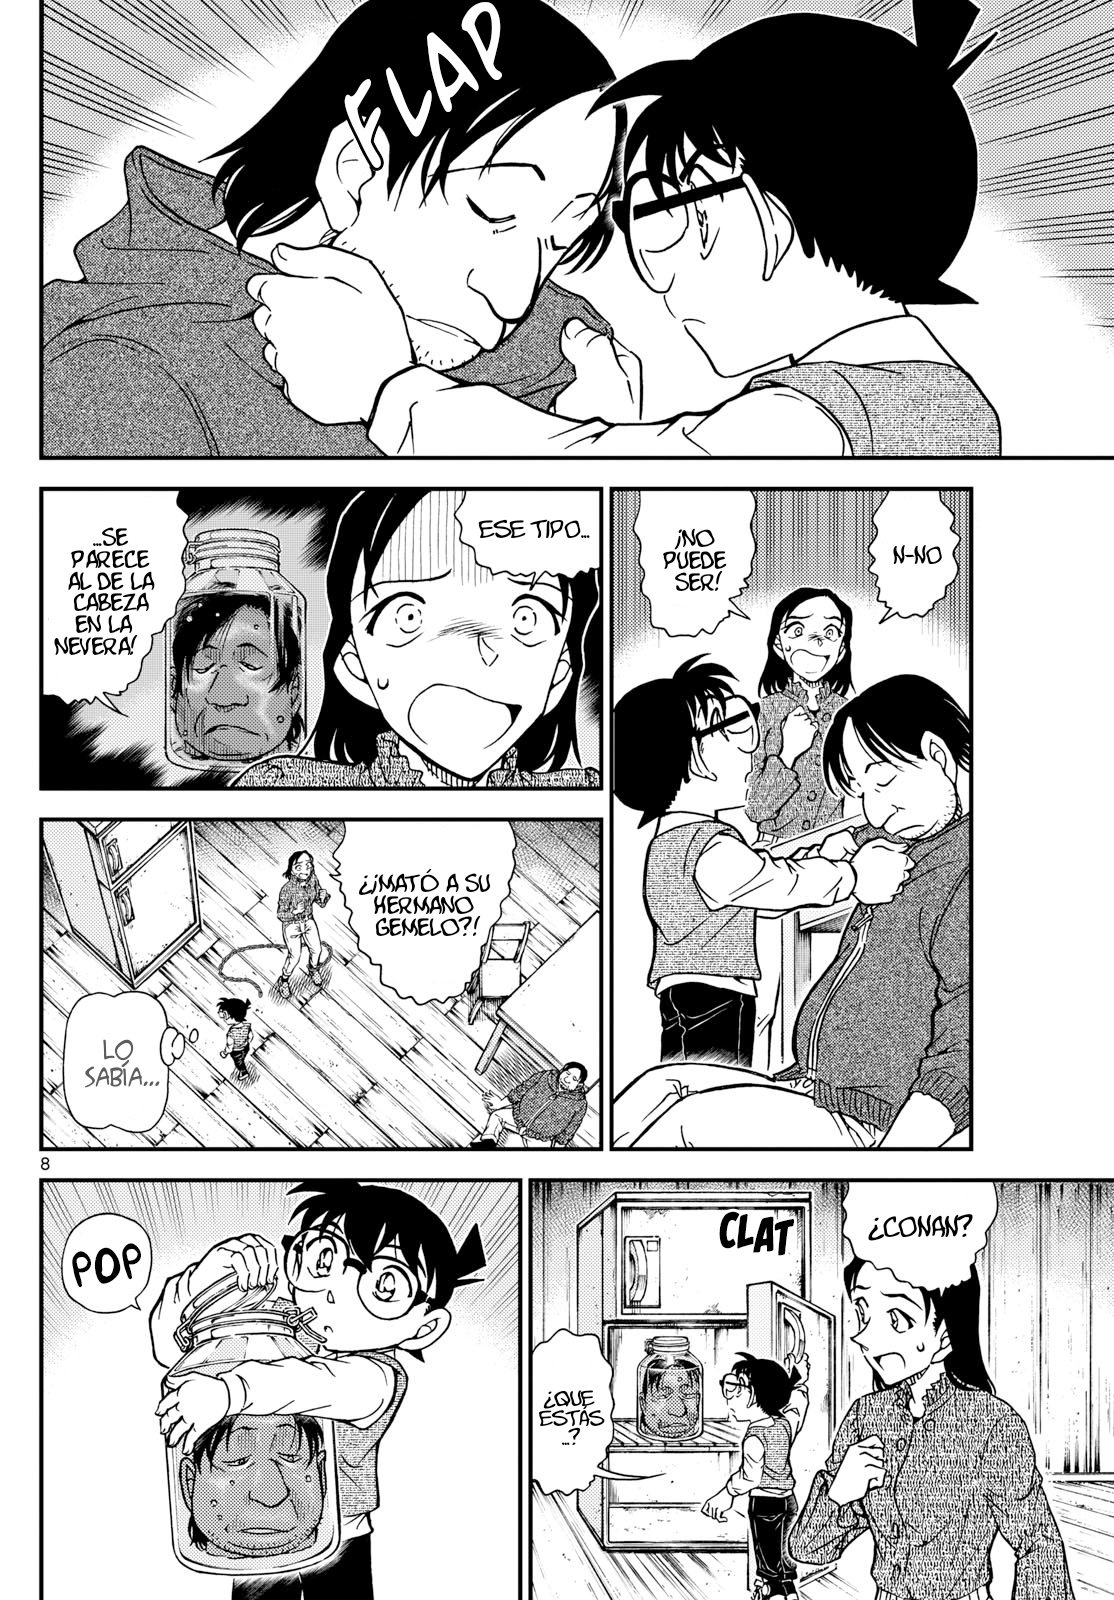 FLAP
N-NO
¡NO
PUEDE
SER!
ESE TIPO...
...SE
PARECE
AL DE LA
CABEZA
EN LA
NEVERA!
¿¡MATÓ A SU
HERMANO
GEMELO?!
LO
SABÍA...
8
¿CONAN?
CLAT
¿QUE
ESTÁS
...?
POP